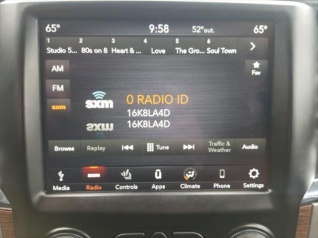 65° 9:58 52°out. 65°
1 2 3 4 5 6
Studio 5... 80s on 8 Heart & ... Love The Gro... Soul Town >
AM
Fav
FM
sxm
sxm
0 RADIO ID
16K8LA4D
16K8LA4D
Browse Replay Tune Traffic & Weather Audio
Media Radio Controls Apps Climate Phone Settings